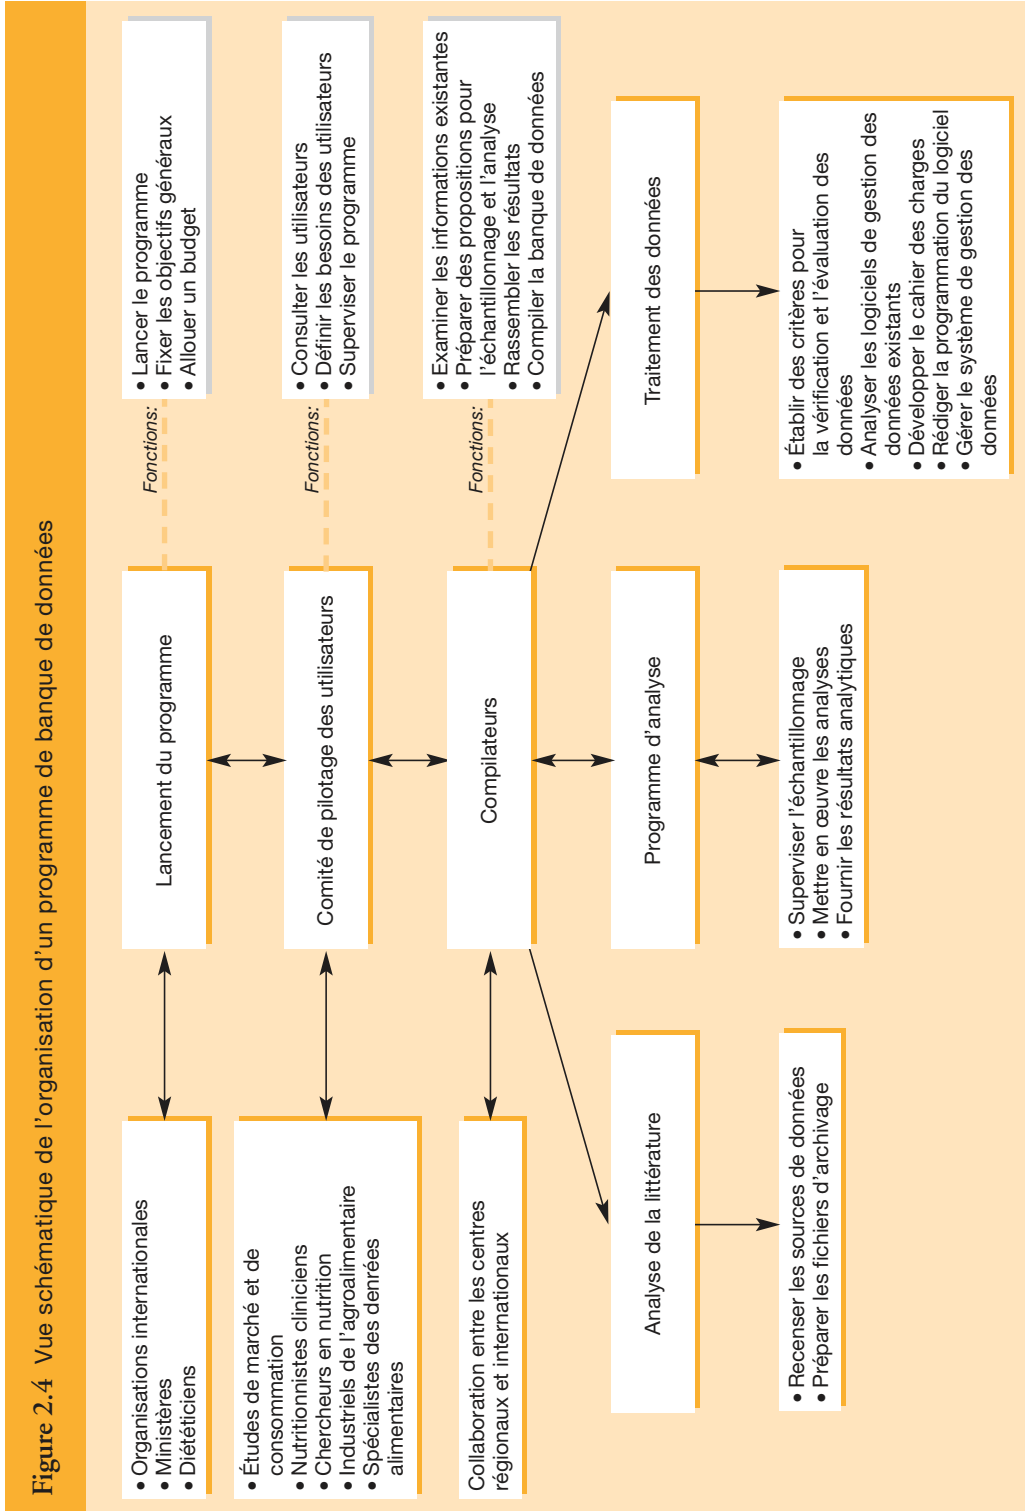 Figure 2.4 Vue schématique de l'organisation d'un programme de banque de données
• Organisations internationales
• Ministères
• Diététiciens
Lancement du programme
Fonctions:
• Lancer le programme
• Fixer les objectifs généraux
• Allouer un budget
• Études de marché et de
consommation
• Nutritionnistes cliniciens
• Chercheurs en nutrition
• Industriels de l'agroalimentaire
• Spécialistes des denrées
alimentaires
Comité de pilotage des utilisateurs
Fonctions:
• Consulter les utilisateurs
• Définir les besoins des utilisateurs
• Superviser le programme
Collaboration entre les centres
régionaux et internationaux
Compilateurs
Fonctions:
• Examiner les informations existantes
• Préparer des propositions pour
l'échantillonnage et l'analyse
• Rassembler les résultats
• Compiler la banque de données
Analyse de la littérature
Programme d'analyse
Traitement des données
• Recenser les sources de données
• Préparer les fichiers d'archivage
• Superviser l'échantillonnage
• Mettre en œuvre les analyses
• Fournir les résultats analytiques
• Établir des critères pour
la vérification et l'évaluation des
données
• Analyser les logiciels de gestion des
données existants
• Développer le cahier des charges
• Rédiger la programmation du logiciel
• Gérer le système de gestion des
données